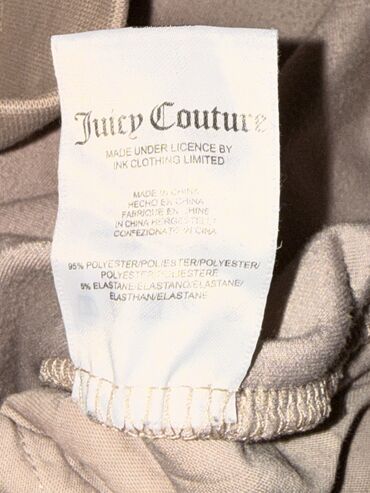 Juicy Couture
MADE UNDER LICENCE BY
INK CLOTHING LIMITED
MADE IN CHINA
HECHO EN CHINA
FABRIQUE EN CHINE
IN CHINA HERGESTELLT
CONFEZIONATO IN CINA
95% POLYESTER/POLIESTER/POLYESTER/
POLYESTER/POLIESTERE
5% ELASTANE/ELASTANO/ELASTANE/
ELASTHAN/ELASTANE